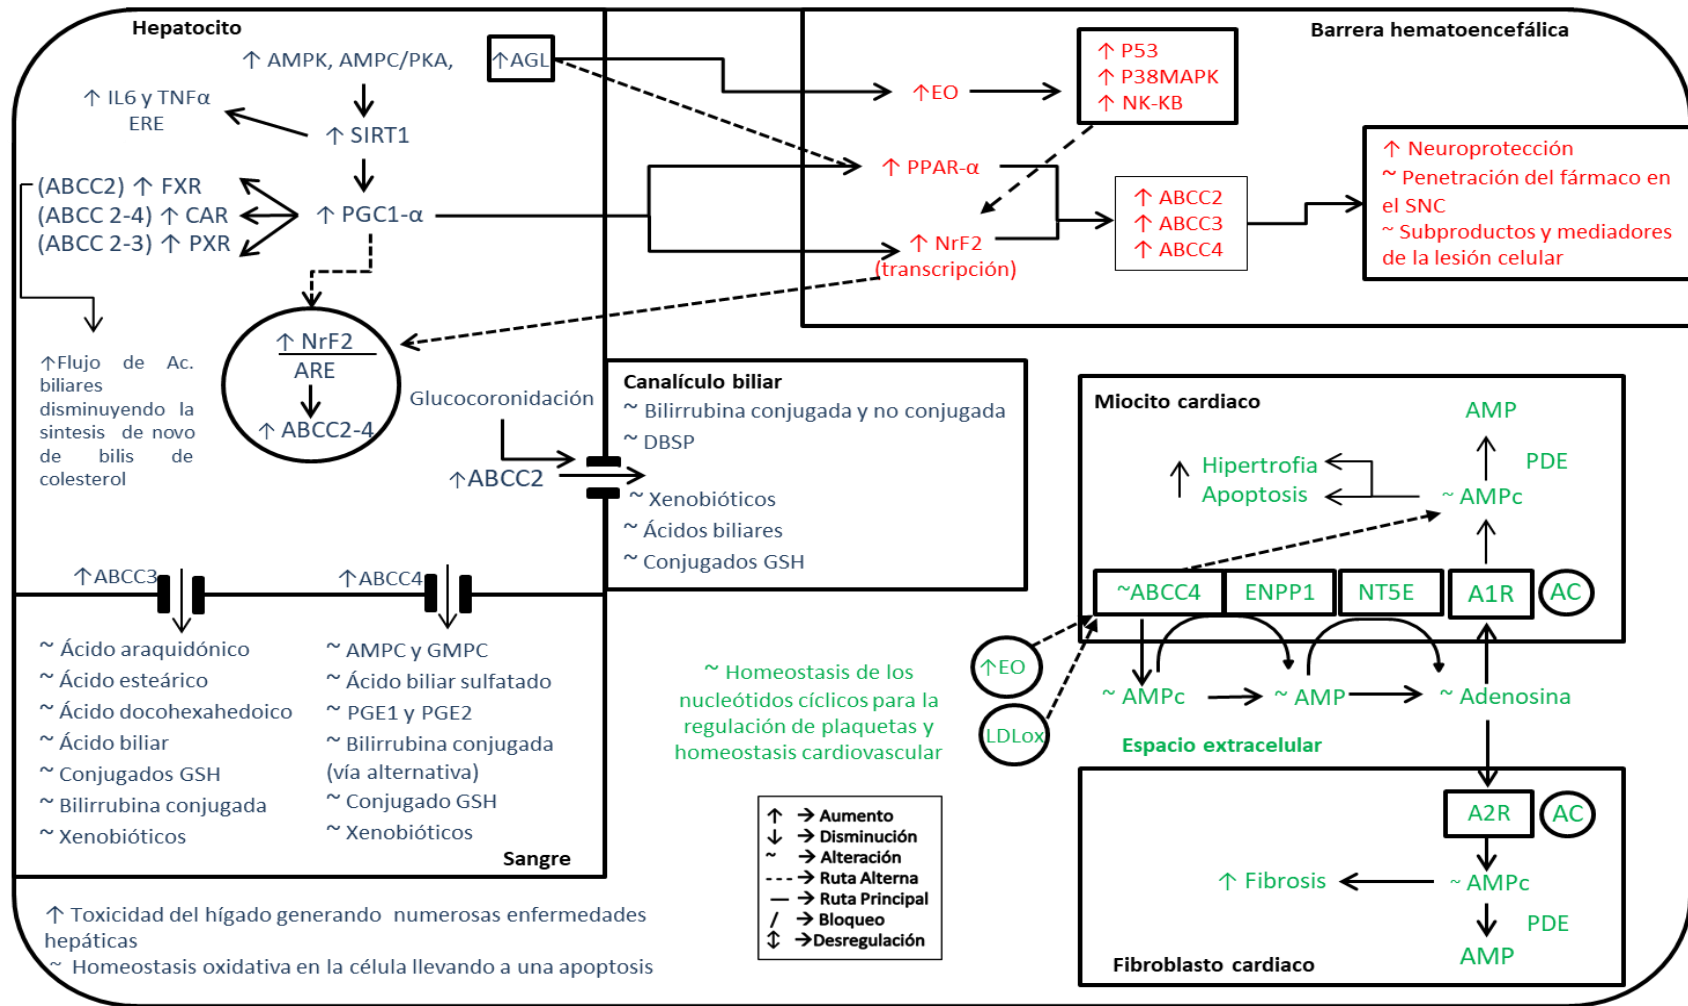 Hepatocito
↑ AMPK, AMPC/PKA,
↑AGL
↑ IL6 y TNFα
ERE
↑ SIRT1
(ABCC2) ↑ FXR
(ABCC 2-4) ↑ CAR
(ABCC 2-3) ↑ PXR
↑ PGC1-α
↑ NrF2
ARE
↑ ABCC2-4
↑Flujo de Ac.
biliares
disminuyendo la
sintesis de novo
de bilis de
colesterol
Glucocoronidación
↑ABCC2
↑ABCC3
↑ABCC4
~ Ácido araquidónico
~ Ácido esteárico
~ Ácido docohexahedoico
~ Ácido biliar
~ Conjugados GSH
~ Bilirrubina conjugada
~ Xenobióticos
~ AMPC y GMPC
~ Ácido biliar sulfatado
~ PGE1 y PGE2
~ Bilirrubina conjugada
(vía alternativa)
~ Conjugado GSH
~ Xenobióticos
Sangre
↑ Toxicidad del hígado generando numerosas enfermedades
hepáticas
~ Homeostasis oxidativa en la célula llevando a una apoptosis
Barrera hematoencefálica
↑EO
↑ P53
↑ P38MAPK
↑ NK-KB
↑ PPAR-α
↑ NrF2
(transcripción)
↑ ABCC2
↑ ABCC3
↑ ABCC4
↑ Neuroprotección
~ Penetración del fármaco en
el SNC
~ Subproductos y mediadores
de la lesión celular
Canalículo biliar
~ Bilirrubina conjugada y no conjugada
~ DBSP
~ Xenobióticos
~ Ácidos biliares
~ Conjugados GSH
Miocito cardiaco
AMP
PDE
↑ Hipertrofia
Apoptosis
~ AMPc
~ABCC4
ENPP1
NT5E
A1R
AC
↑EO
LDLox
~ AMPc
~ AMP
~ Adenosina
Espacio extracelular
~ Homeostasis de los
nucleótidos cíclicos para la
regulación de plaquetas y
homeostasis cardiovascular
A2R
AC
↑ Fibrosis
~ AMPc
PDE
AMP
Fibroblasto cardiaco
↑ → Aumento
↓ → Disminución
~ → Alteración
---- → Ruta Alterna
— → Ruta Principal
/ → Bloqueo
↕ →Desregulación